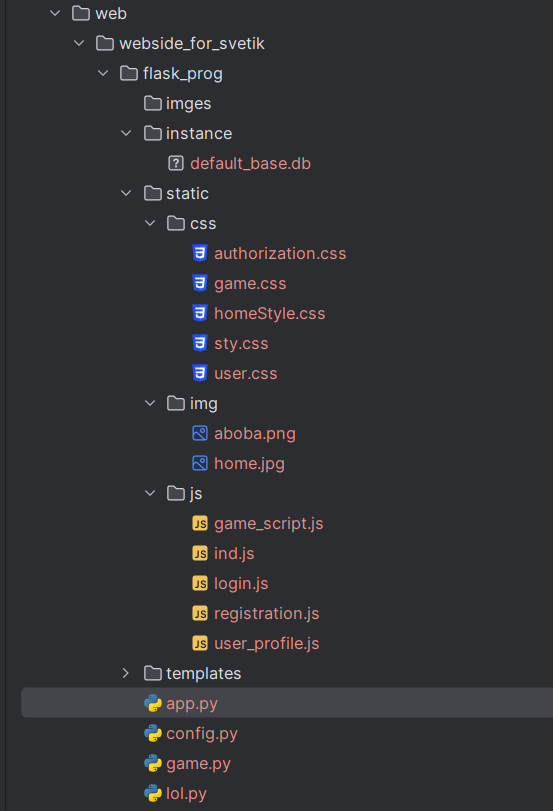 web
webside_for_svetik
flask_prog
imges
instance
default_base.db
static
css
authorization.css
game.css
homeStyle.css
sty.css
user.css
img
aboba.png
home.jpg
js
game_script.js
ind.js
login.js
registration.js
user_profile.js
templates
app.py
config.py
game.py
lol.py